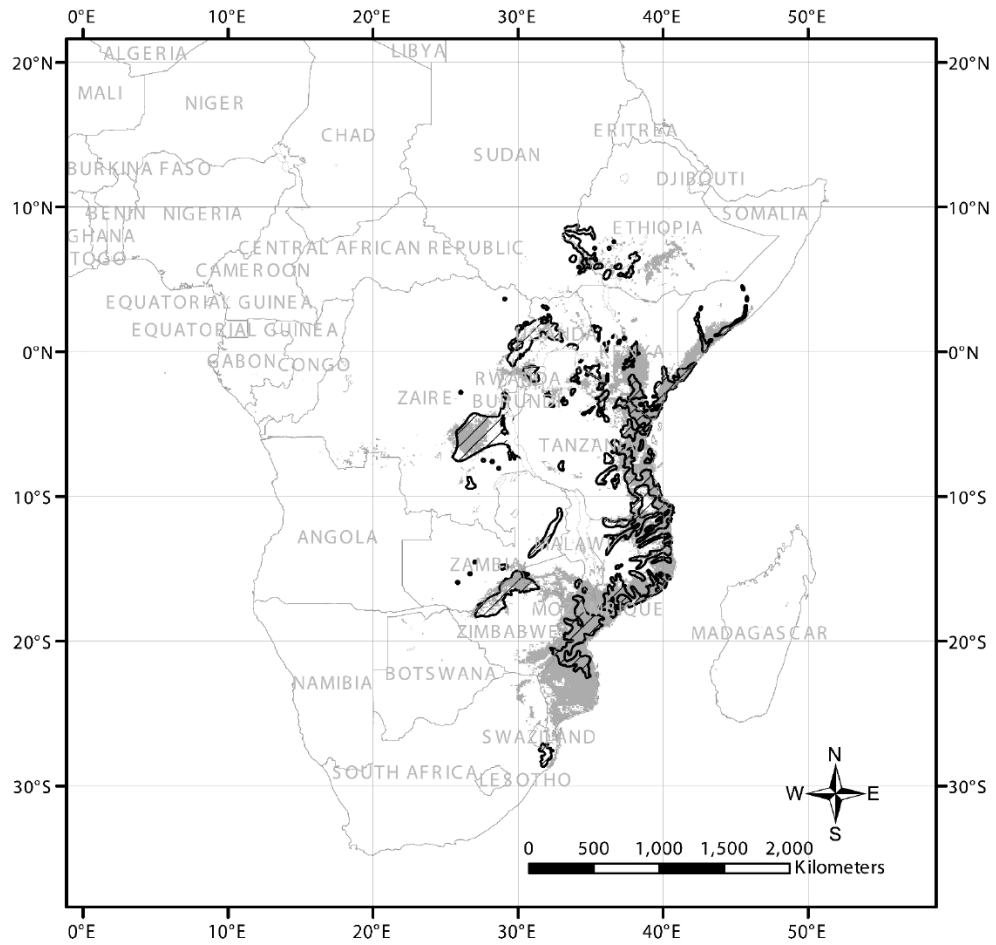 0°E 10°E 20°E 30°E 40°E 50°E
20°N 20°N
ALGERIA LIBYA
MALI NIGER
CHAD ERITREA
SUDAN
BURKINA FASO DJIBOUTI
10°N 10°N
BENIN NIGERIA SOMALIA
GHANA ETHIOPIA
TOGO CENTRAL AFRICAN REPUBLIC
CAMEROON
EQUATORIAL GUINEA
EQUATORIAL GUINEA
0°N 0°N
GABON CONGO
RWANDA
ZAIRE BURUNDI
TANZANIA
10°S 10°S
ANGOLA MALAWI
ZAMBIA
MOZAMBIQUE
ZIMBABWE MADAGASCAR
20°S 20°S
NAMIBIA BOTSWANA
SWAZILAND
SOUTH AFRICA LESOTHO
30°S 30°S
N
W E
S
0 500 1,000 1,500 2,000
Kilometers
0°E 10°E 20°E 30°E 40°E 50°E